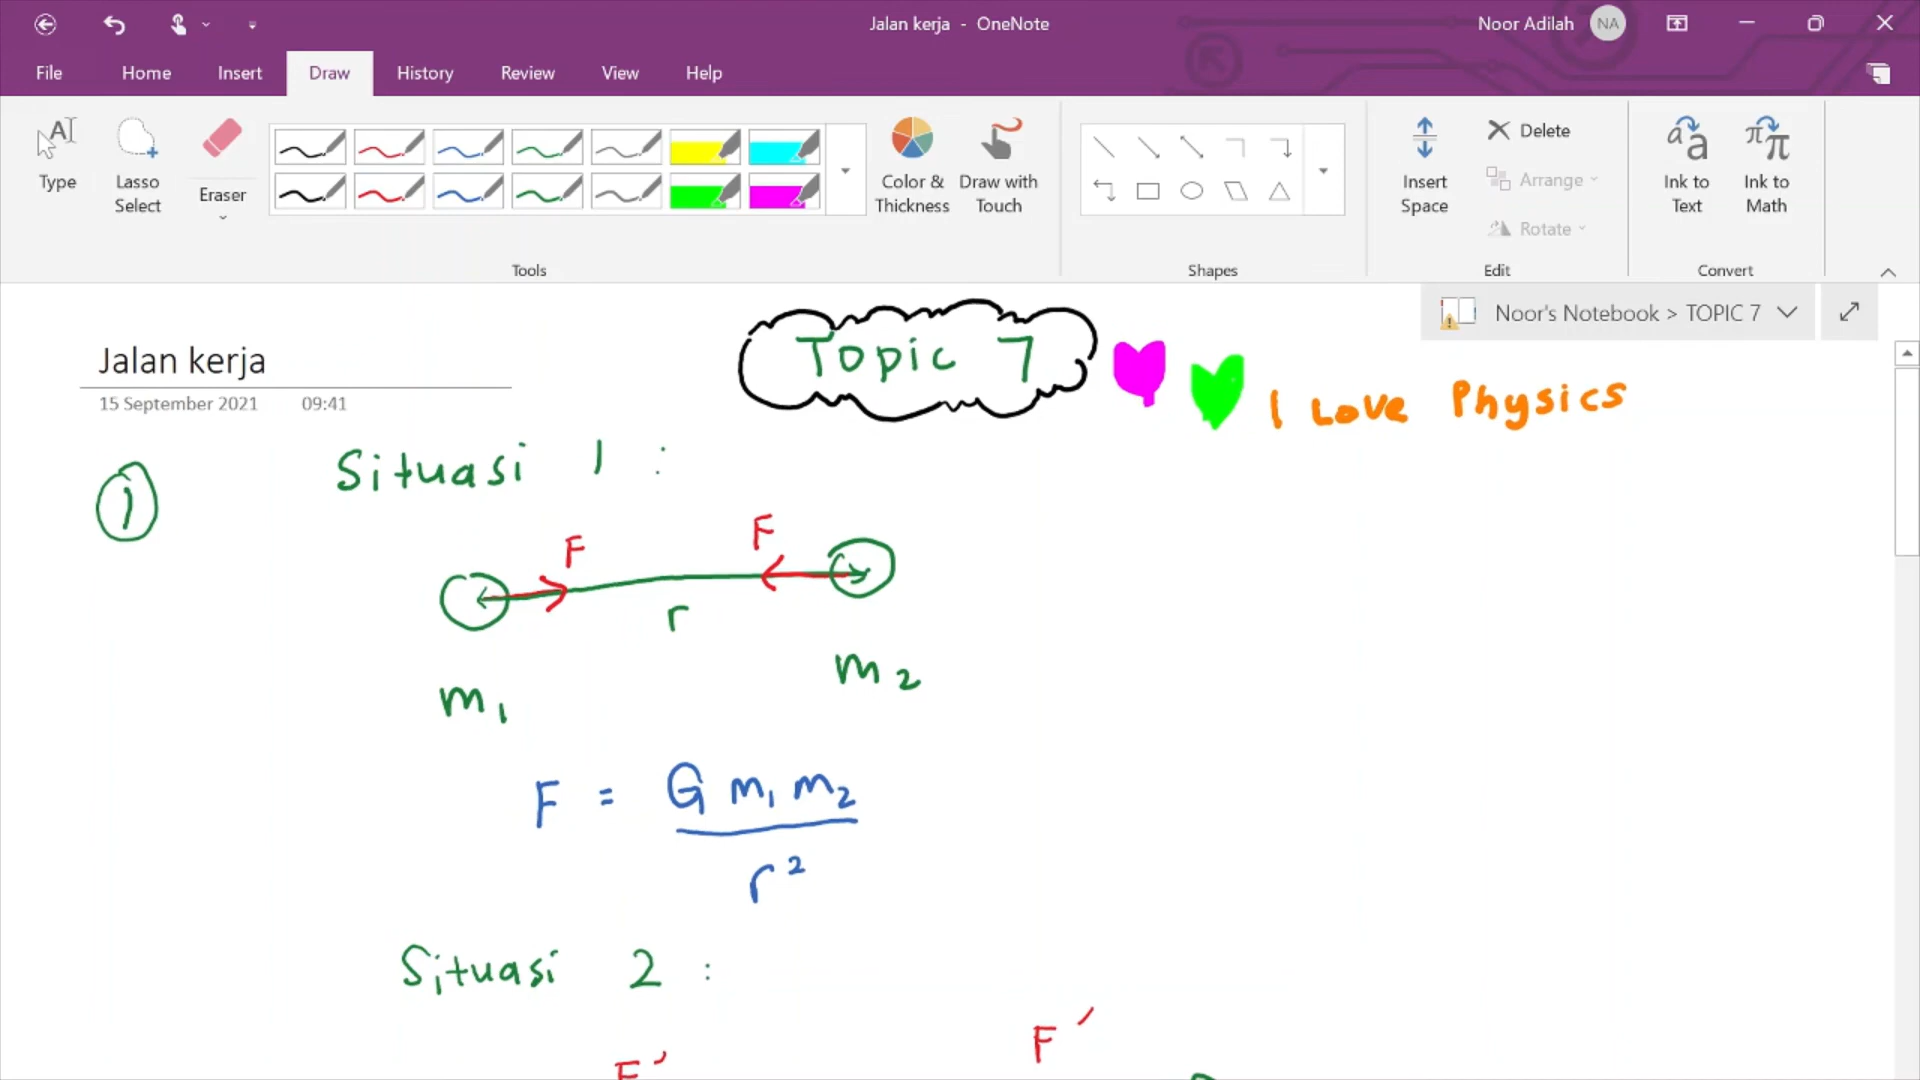 Jalan kerja - OneNote
Noor Adilah NA
File Home Insert Draw History Review View Help
Type
Lasso Select
Eraser
Color & Thickness
Draw with Touch
Insert Space
Delete
Arrange
Rotate
Ink to Text
Ink to Math
Tools Shapes Edit Convert
Noor's Notebook > TOPIC 7
Topic 7
Jalan kerja
15 September 2021 09:41
I Love Physics
1
Situasi 1 :
F F
r
m₁ m₂
F = G m₁ m₂
r²
Situasi 2 :
F' F'